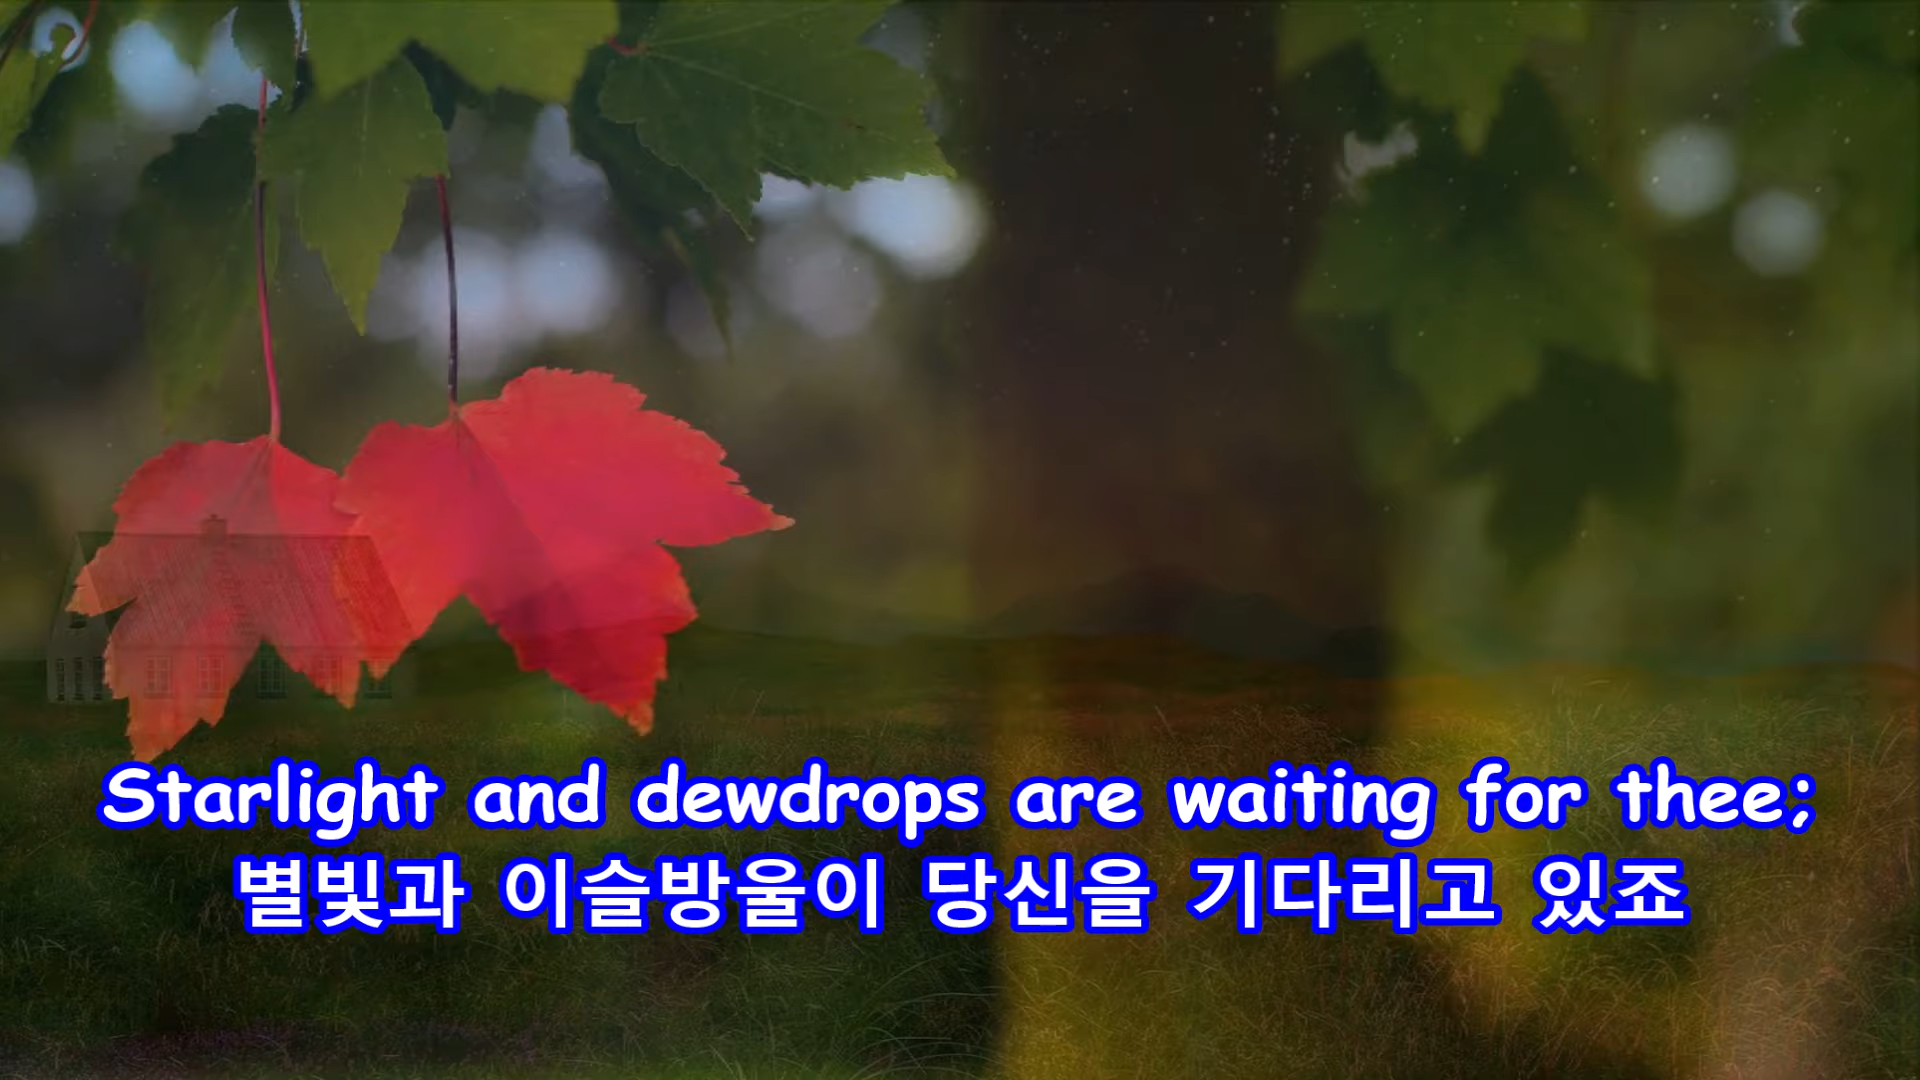 Starlight and dewdrops are waiting for thee;
별빛과 이슬방울이 당신을 기다리고 있죠